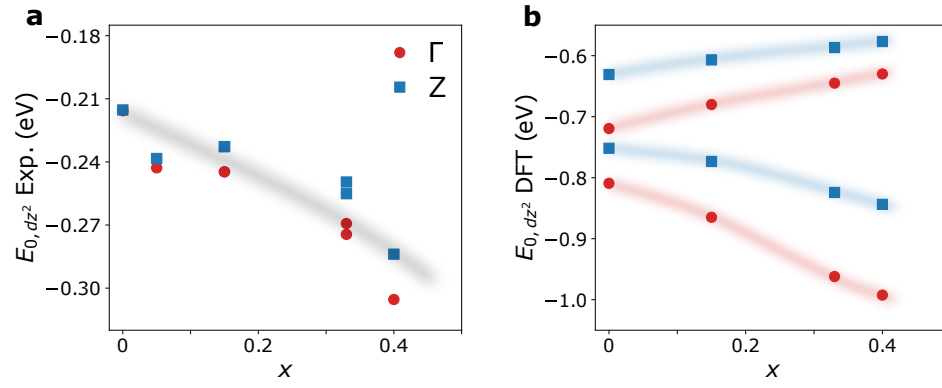 a
−0.18
−0.21
−0.24
−0.27
−0.30
E0, dz² Exp. (eV)
Γ
Z
0
0.2
0.4
x
b
−0.6
−0.7
−0.8
−0.9
−1.0
E0, dz² DFT (eV)
0
0.2
0.4
x